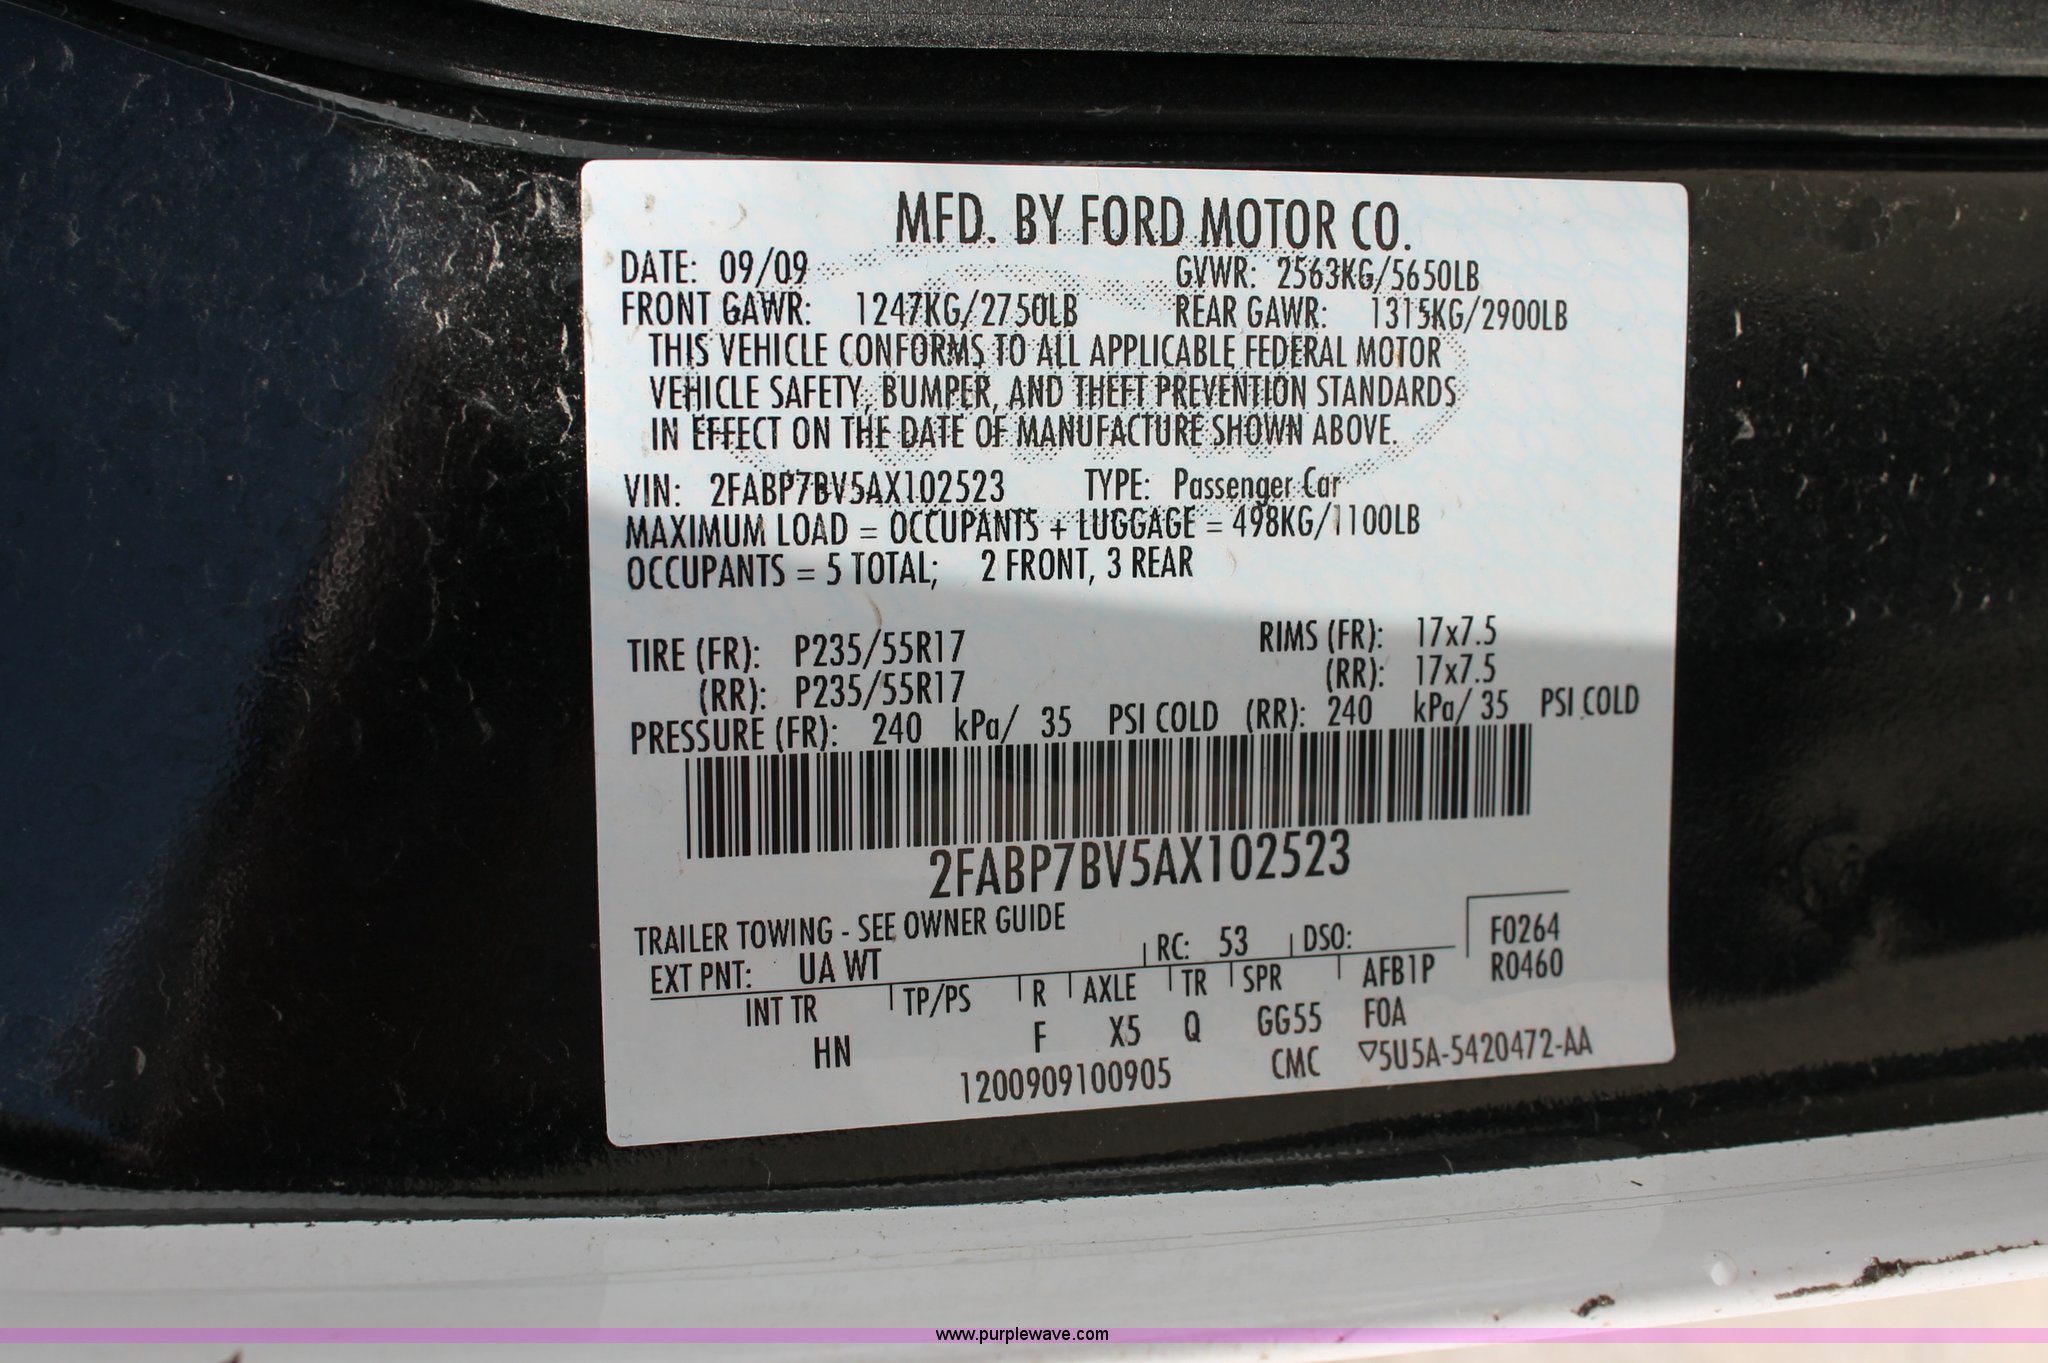 MFD. BY FORD MOTOR CO.
DATE: 09/09 GVWR: 2563KG/5650LB
FRONT GAWR: 1247KG/2750LB REAR GAWR: 1315KG/2900LB
THIS VEHICLE CONFORMS TO ALL APPLICABLE FEDERAL MOTOR
VEHICLE SAFETY, BUMPER, AND THEFT PREVENTION STANDARDS
IN EFFECT ON THE DATE OF MANUFACTURE SHOWN ABOVE.
VIN: 2FABP7BV5AX102523 TYPE: Passenger Car
MAXIMUM LOAD = OCCUPANTS + LUGGAGE = 498KG/1100LB
OCCUPANTS = 5 TOTAL; 2 FRONT, 3 REAR
TIRE (FR): P235/55R17 RIMS (FR): 17x7.5
(RR): P235/55R17 (RR): 17x7.5
PRESSURE (FR): 240 kPa/ 35 PSI COLD (RR): 240 kPa/ 35 PSI COLD
2FABP7BV5AX102523
TRAILER TOWING - SEE OWNER GUIDE
EXT PNT: UA WT RC: 53 DSO: F0264
INT TR TP/PS R AXLE TR SPR AFB1P R0460
HN F X5 Q GG55 FOA
1200909100905 CMC ▽5U5A-5420472-AA
www.purplewave.com